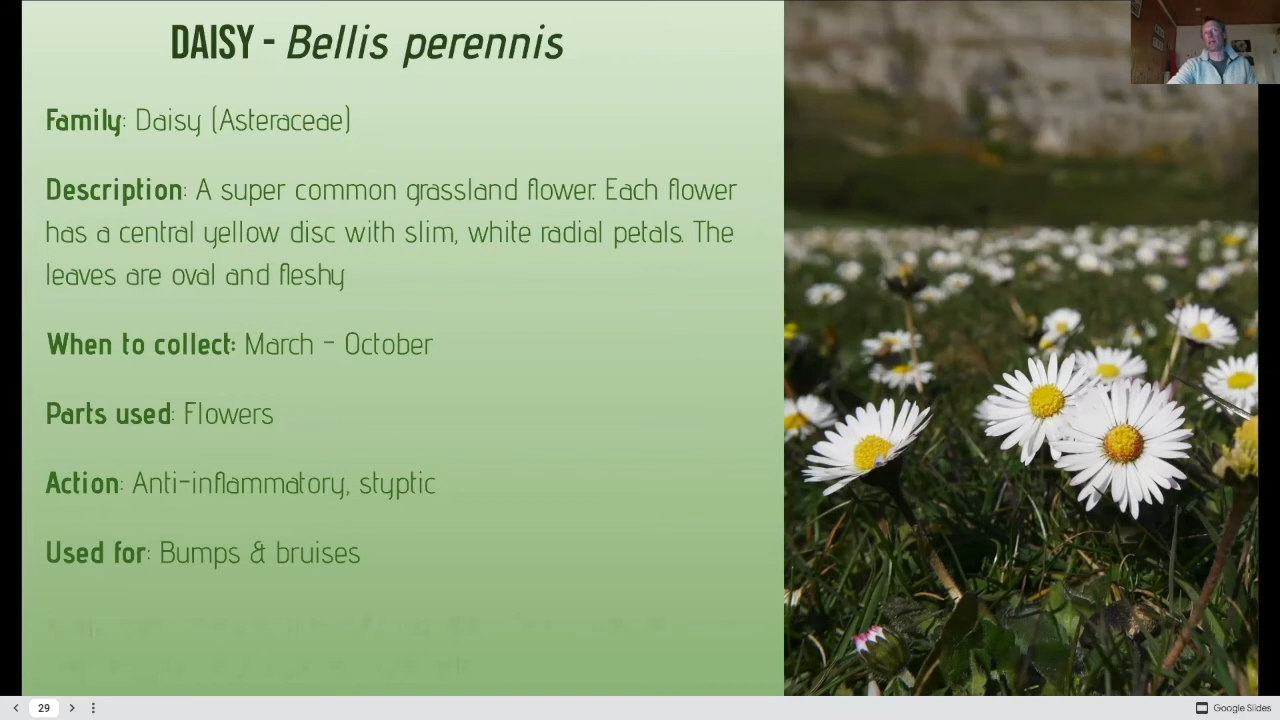 DAISY - Bellis perennis
Family: Daisy (Asteraceae)
Description: A super common grassland flower. Each flower
has a central yellow disc with slim, white radial petals. The
leaves are oval and fleshy
When to collect: March - October
Parts used: Flowers
Action: Anti-inflammatory, styptic
Used for: Bumps & bruises
29
Google Slides